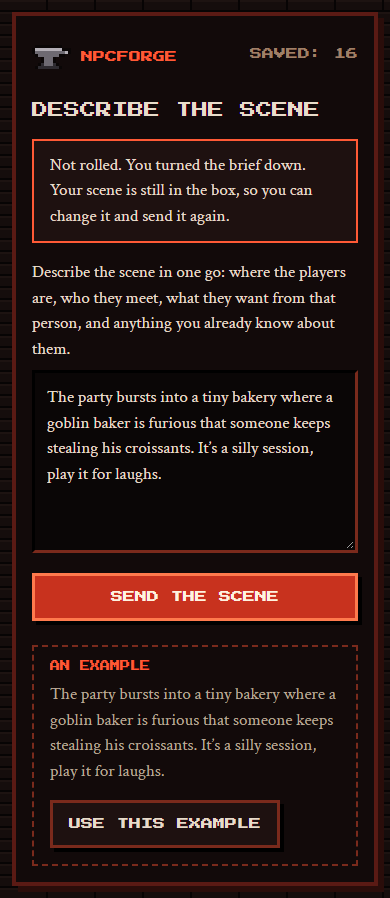 NPCFORGE
SAVED: 16
DESCRIBE THE SCENE
Not rolled. You turned the brief down.
Your scene is still in the box, so you can
change it and send it again.
Describe the scene in one go: where the players
are, who they meet, what they want from that
person, and anything you already know about
them.
The party bursts into a tiny bakery where a
goblin baker is furious that someone keeps
stealing his croissants. It’s a silly session,
play it for laughs.
SEND THE SCENE
AN EXAMPLE
The party bursts into a tiny bakery where a
goblin baker is furious that someone keeps
stealing his croissants. It’s a silly session,
play it for laughs.
USE THIS EXAMPLE